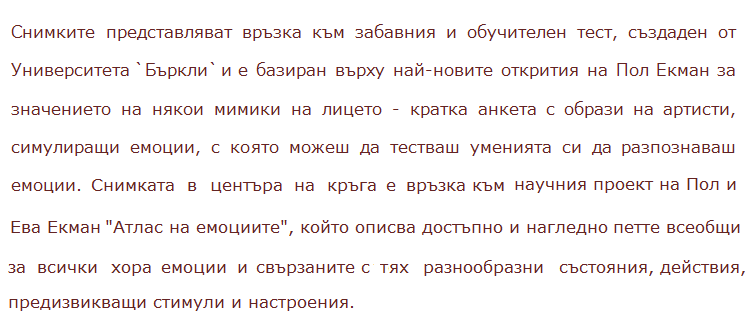 Снимките представляват връзка към забавния и обучителен тест, създаден от
Университета `Бъркли` и е базиран върху най-новите открития на Пол Екман за
значението на някои мимики на лицето - кратка анкета с образи на артисти,
симулиращи емоции, с която можеш да тестваш уменията си да разпознаваш
емоции. Снимката в центъра на кръга е връзка към научния проект на Пол и
Ева Екман "Атлас на емоциите", който описва достъпно и нагледно петте всеобщи
за всички хора емоции и свързаните с тях разнообразни състояния, действия,
предизвикващи стимули и настроения.